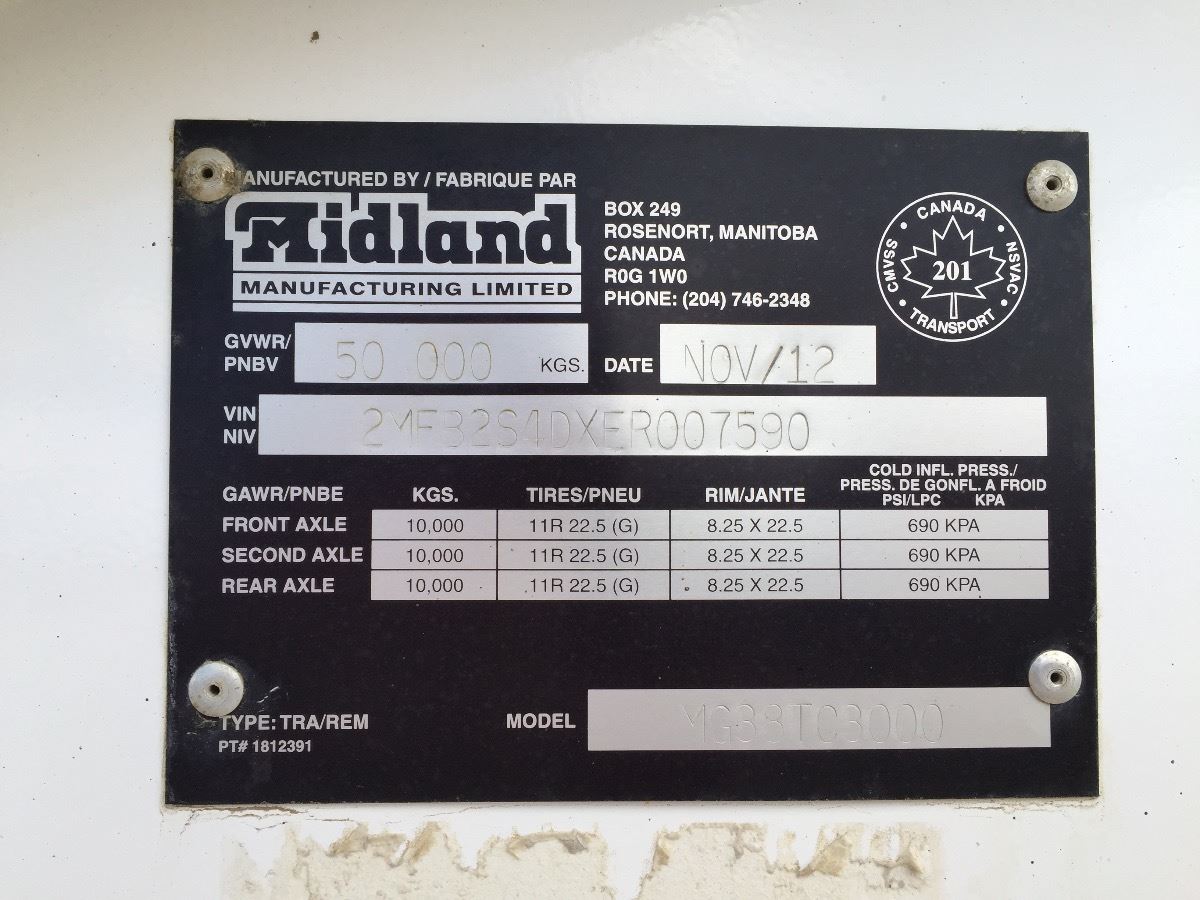 MANUFACTURED BY / FABRIQUE PAR
Midland
MANUFACTURING LIMITED
BOX 249
ROSENORT, MANITOBA
CANADA
R0G 1W0
PHONE: (204) 746-2348
CANADA
CMVSS
201
NSVAC
TRANSPORT
GVWR/
PNBV
50 000 KGS.
DATE NOV/12
VIN
NIV
COLD INFL. PRESS./
PRESS. DE GONFL. A FROID
GAWR/PNBE KGS. TIRES/PNEU RIM/JANTE PSI/LPC KPA
FRONT AXLE 10,000 11R 22.5 (G) 8.25 X 22.5 690 KPA
SECOND AXLE 10,000 11R 22.5 (G) 8.25 X 22.5 690 KPA
REAR AXLE 10,000 11R 22.5 (G) 8.25 X 22.5 690 KPA
TYPE: TRA/REM
PT# 1812391
MODEL